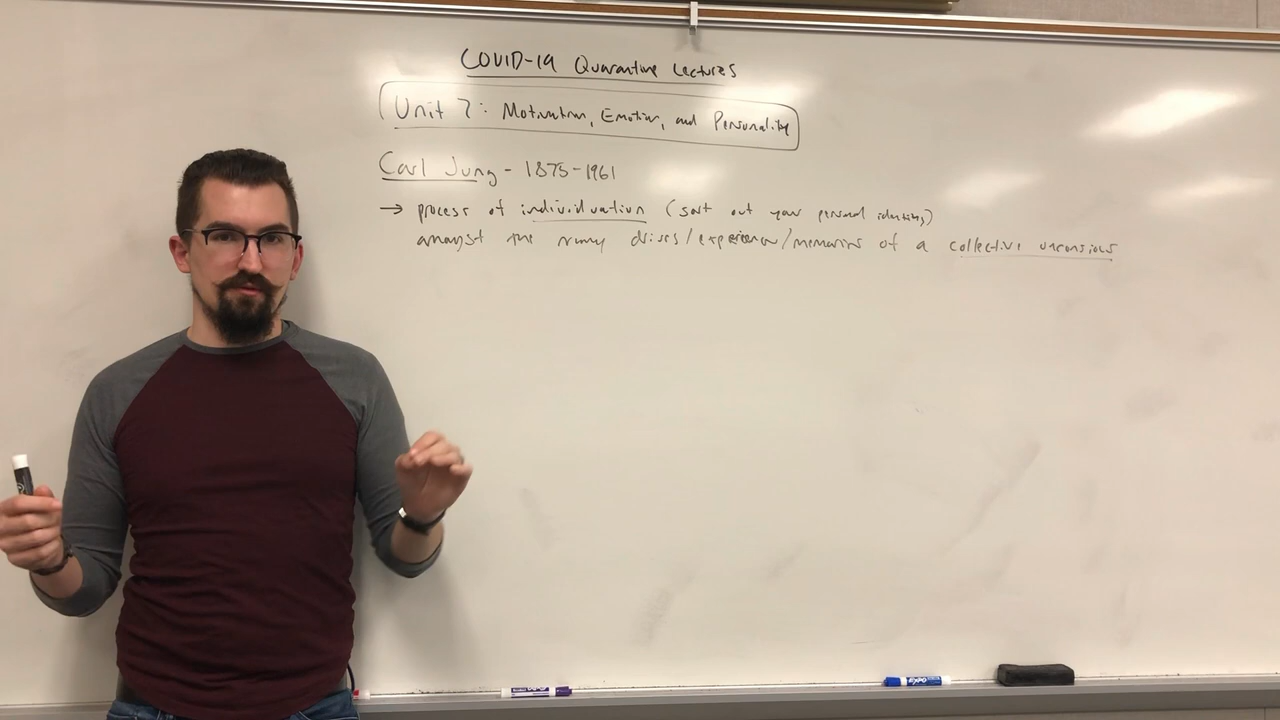 COVID-19 Quarantine Lectures
Unit 7: Motivation, Emotion, and Personality
Carl Jung - 1875-1961
→ process of individuation (sort out your personal identity)
amongst the many drives/experiences/memories of a collective unconscious
EXPO